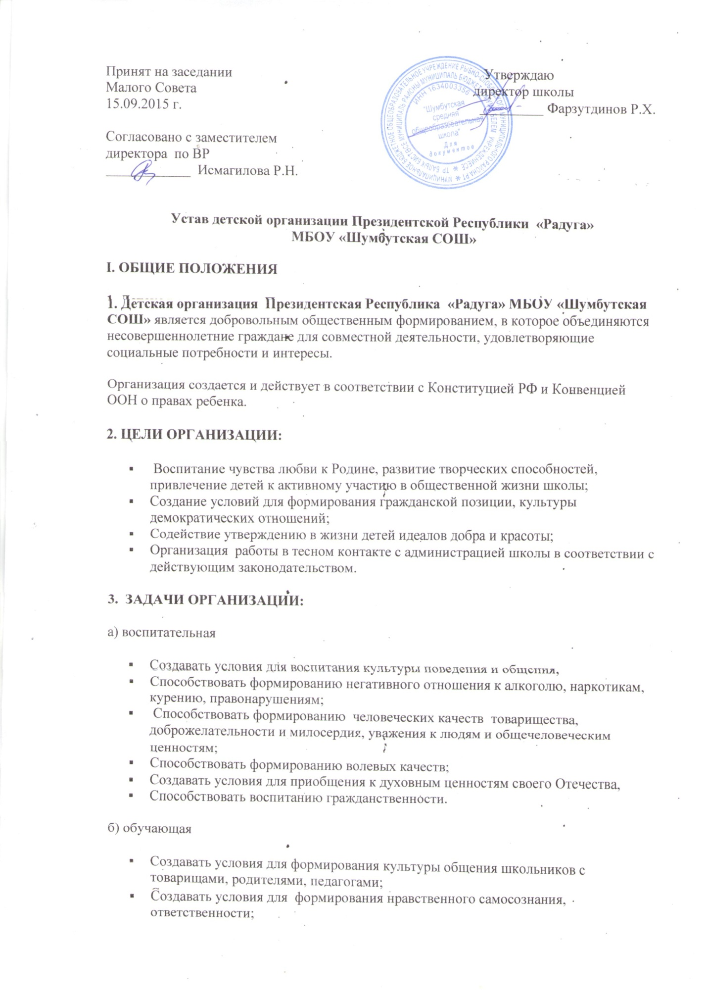 Принят на заседании
Малого Совета
15.09.2015 г.
Согласовано с заместителем
директора по ВР
____________ Исмагилова Р.Н.
Утверждаю
директор школы
_________ Фарзутдинов Р.Х.
ИНН 1634003356
"Шумбутская
средняя
общеобразовательная
школа"
Для
документов
Устав детской организации Президентской Республики «Радуга»
МБОУ «Шумбутская СОШ»
I. ОБЩИЕ ПОЛОЖЕНИЯ
1. Детская организация Президентская Республика «Радуга» МБОУ «Шумбутская
СОШ» является добровольным общественным формированием, в которое объединяются
несовершеннолетние граждане для совместной деятельности, удовлетворяющие
социальные потребности и интересы.
Организация создается и действует в соответствии с Конституцией РФ и Конвенцией
ООН о правах ребенка.
2. ЦЕЛИ ОРГАНИЗАЦИИ:
▪ Воспитание чувства любви к Родине, развитие творческих способностей,
привлечение детей к активному участию в общественной жизни школы;
▪ Создание условий для формирования гражданской позиции, культуры
демократических отношений;
▪ Содействие утверждению в жизни детей идеалов добра и красоты;
▪ Организация работы в тесном контакте с администрацией школы в соответствии с
действующим законодательством.
3. ЗАДАЧИ ОРГАНИЗАЦИИ:
а) воспитательная
▪ Создавать условия для воспитания культуры поведения и общения,
▪ Способствовать формированию негативного отношения к алкоголю, наркотикам,
курению, правонарушениям;
▪ Способствовать формированию человеческих качеств товарищества,
доброжелательности и милосердия, уважения к людям и общечеловеческим
ценностям;
▪ Способствовать формированию волевых качеств;
▪ Создавать условия для приобщения к духовным ценностям своего Отечества,
▪ Способствовать воспитанию гражданственности.
б) обучающая
▪ Создавать условия для формирования культуры общения школьников с
товарищами, родителями, педагогами;
▪ Создавать условия для формирования нравственного самосознания,
ответственности;